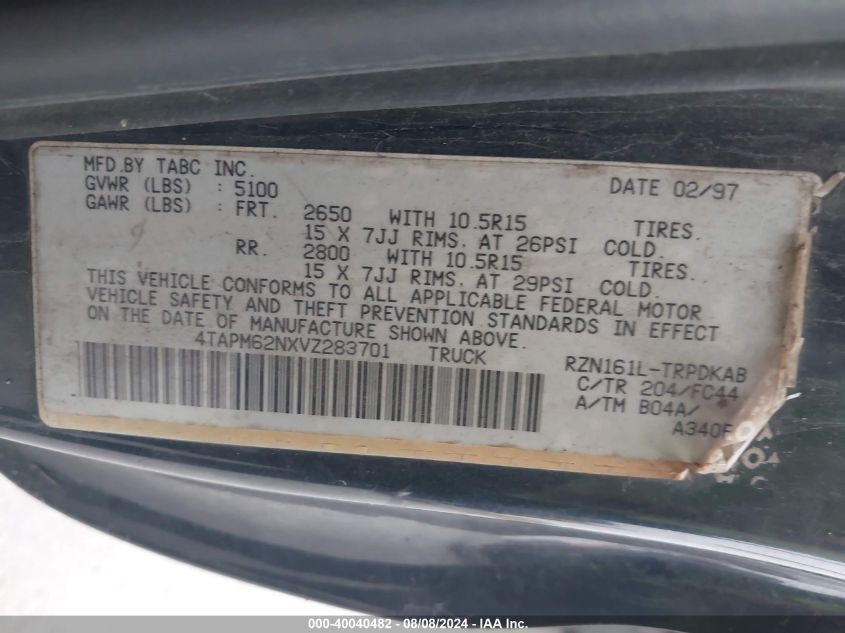 MFD.BY TABC INC. DATE 02/97
GVWR (LBS) : 5100
GAWR (LBS) : FRT. 2650 WITH 10.5R15 TIRES.
15 X 7JJ RIMS. AT 26PSI COLD.
RR. 2800 WITH 10.5R15 TIRES.
15 X 7JJ RIMS. AT 29PSI COLD.
THIS VEHICLE CONFORMS TO ALL APPLICABLE FEDERAL MOTOR
VEHICLE SAFETY AND THEFT PREVENTION STANDARDS IN EFFECT
ON THE DATE OF MANUFACTURE SHOWN ABOVE.
4TAPM62NXVZ283701 TRUCK RZN161L-TRPDKAB
C/TR 204/FC44
A/TM B04A/
A340F
000-40040482 - 08/08/2024 - IAA Inc.